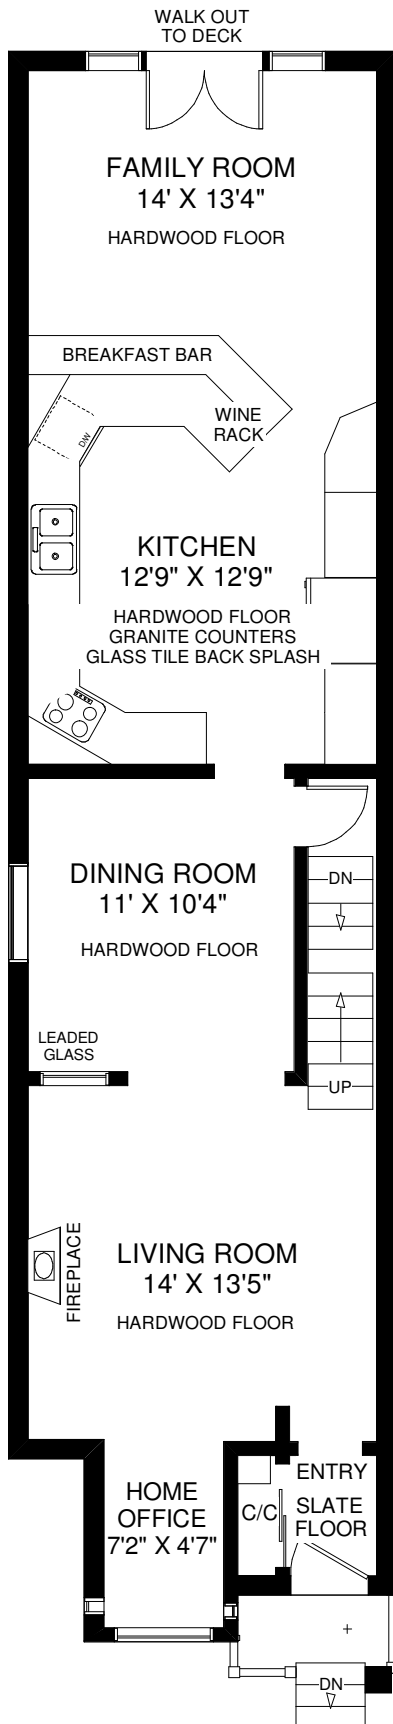 WALK OUT
TO DECK
FAMILY ROOM
14' X 13'4"
HARDWOOD FLOOR
BREAKFAST BAR
WINE
RACK
DW
KITCHEN
12'9" X 12'9"
HARDWOOD FLOOR
GRANITE COUNTERS
GLASS TILE BACK SPLASH
DINING ROOM
11' X 10'4"
HARDWOOD FLOOR
DN
LEADED
GLASS
UP
FIREPLACE
LIVING ROOM
14' X 13'5"
HARDWOOD FLOOR
HOME
OFFICE
7'2" X 4'7"
C/C
ENTRY
SLATE
FLOOR
DN